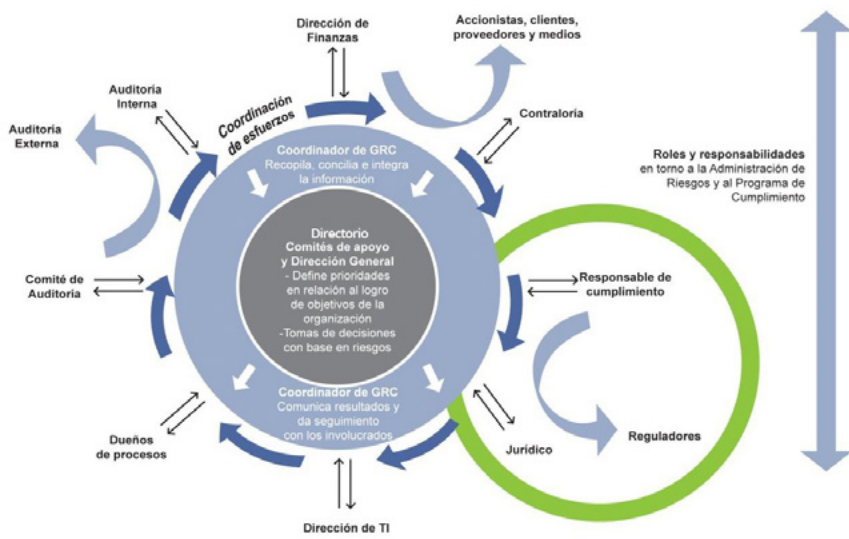 Dirección de
Finanzas
Accionistas, clientes,
proveedores y medios
Auditoría
Interna
Auditoría
Externa
Coordinación
de esfuerzos
Contraloría
Coordinador de GRC
Recopila, concilia e integra
la información
Roles y responsabilidades
en torno a la Administración de
Riesgos y al Programa de
Cumplimiento
Directorio
Comités de apoyo
y Dirección General
- Define prioridades
en relación al logro
de objetivos de la
organización
-Tomas de decisiones
con base en riesgos
Comité de
Auditoría
Responsable de
cumplimiento
Coordinador de GRC
Comunica resultados y
da seguimiento
con los involucrados
Dueños
de procesos
Jurídico
Reguladores
Dirección de TI